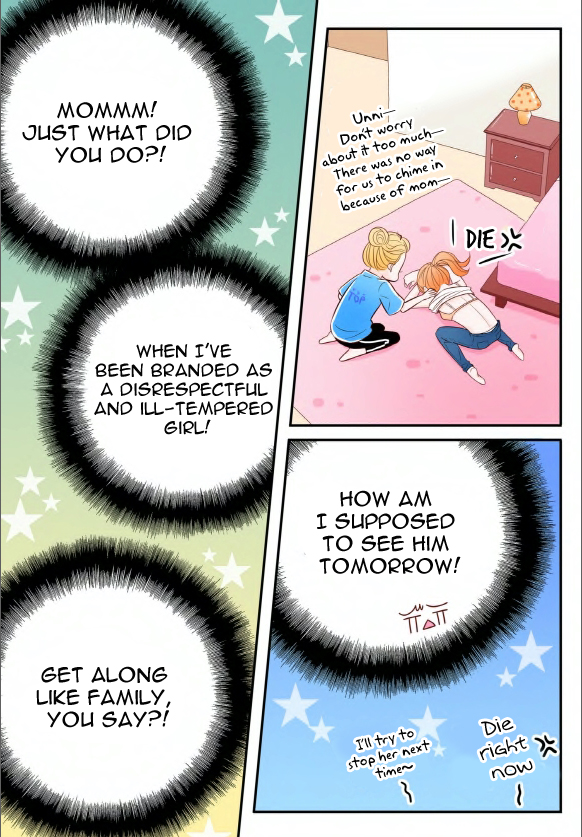 MOMMM!
JUST WHAT DID
YOU DO?!
WHEN I'VE
BEEN BRANDED AS
A DISRESPECTFUL
AND ILL-TEMPERED
GIRL!
GET ALONG
LIKE FAMILY,
YOU SAY?!
Unni—
Don't worry
about it too much—
There was no way
for us to chime in
because of mom—
DIE
TOP
HOW AM
I SUPPOSED
TO SEE HIM
TOMORROW!
I'll try to
stop her next
time~
Die
right
now